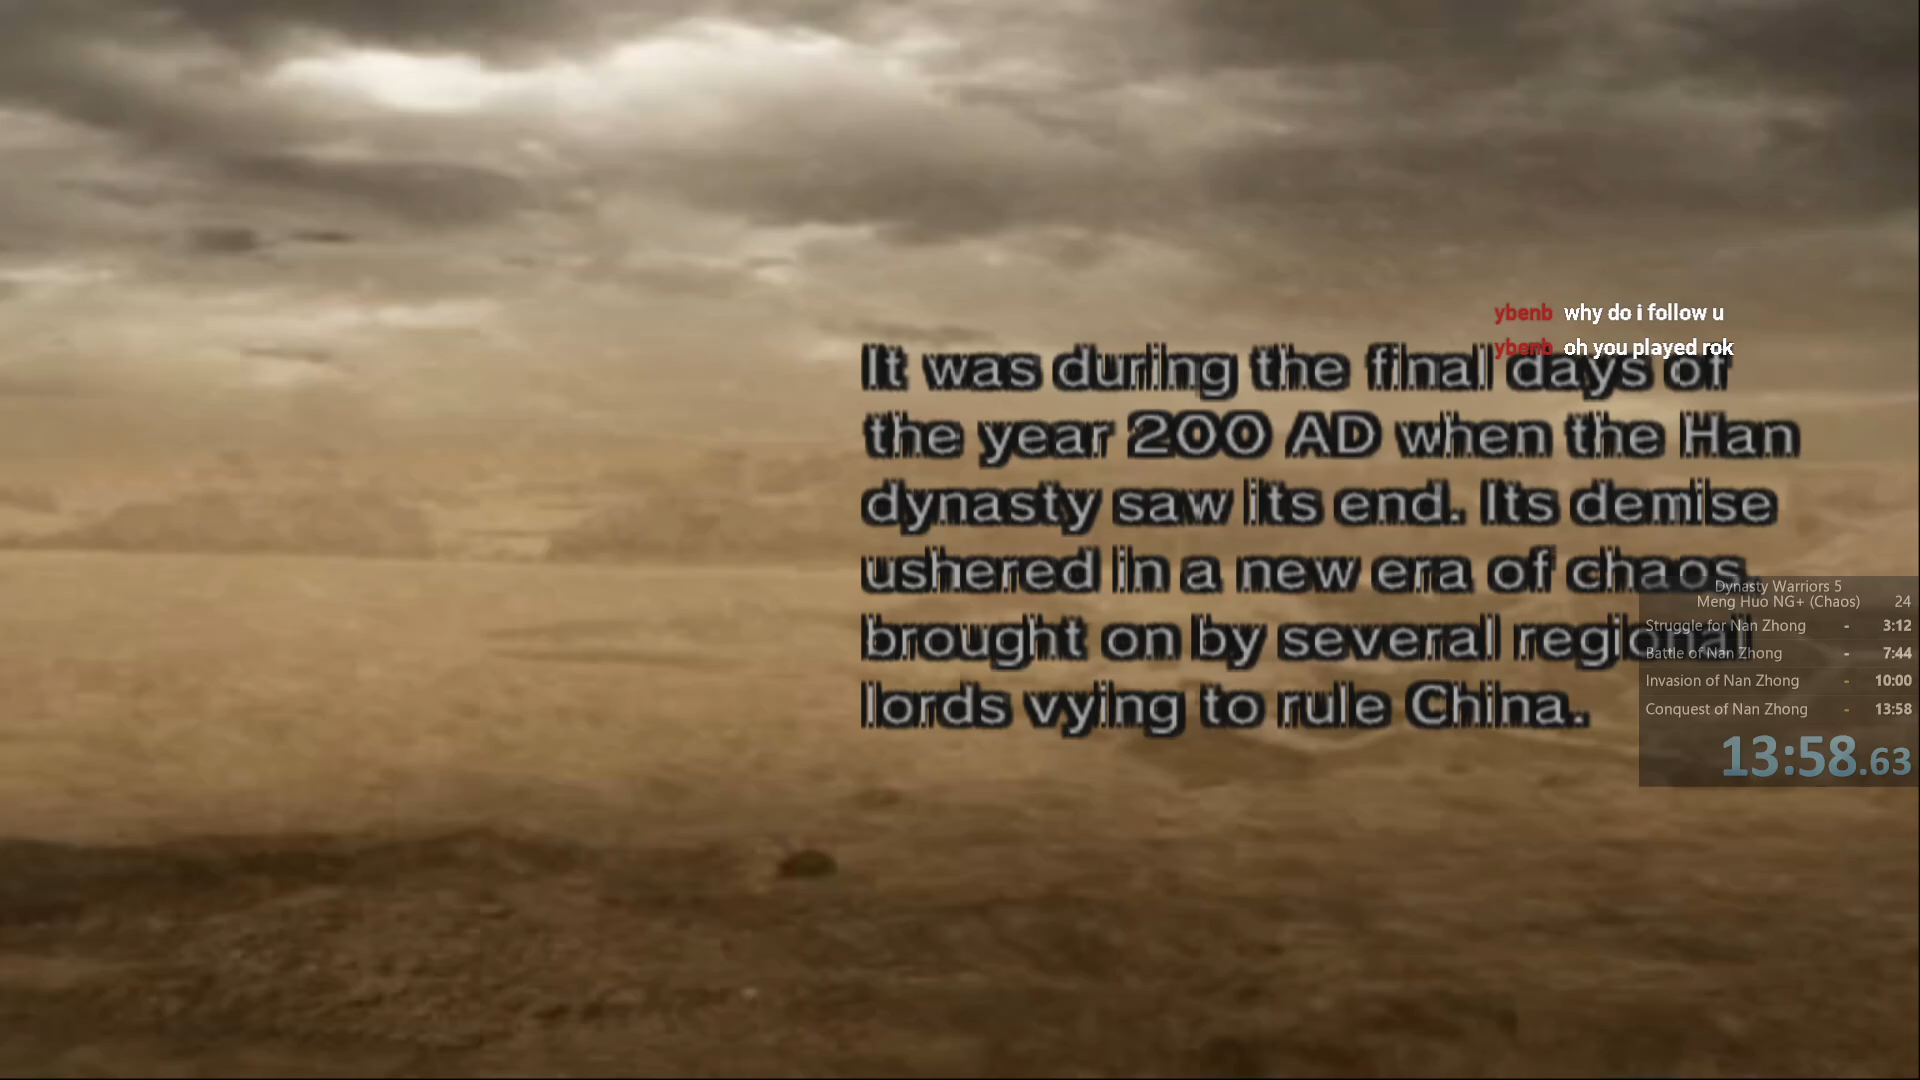 ybenb why do i follow u
ybenb oh you played rok
It was during the final days of
the year 200 AD when the Han
dynasty saw its end. Its demise
ushered in a new era of chaos,
brought on by several regional
lords vying to rule China.
Dynasty Warriors 5
Meng Huo NG+ (Chaos) 24
Struggle for Nan Zhong - 3:12
Battle of Nan Zhong - 7:44
Invasion of Nan Zhong - 10:00
Conquest of Nan Zhong - 13:58
13:58.63